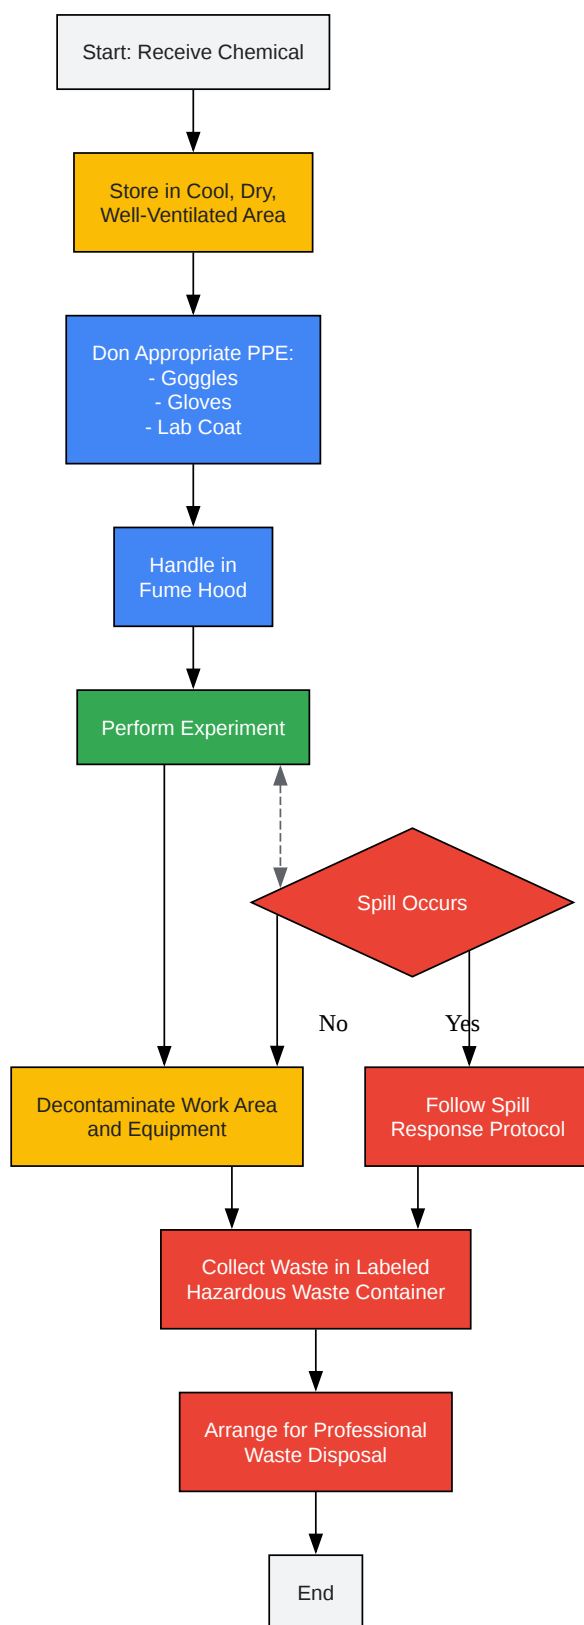 Start: Receive Chemical
Store in Cool, Dry,
Well-Ventilated Area
Don Appropriate PPE:
- Goggles
- Gloves
- Lab Coat
Handle in
Fume Hood
Perform Experiment
Spill Occurs
No
Yes
Decontaminate Work Area
and Equipment
Follow Spill
Response Protocol
Collect Waste in Labeled
Hazardous Waste Container
Arrange for Professional
Waste Disposal
End